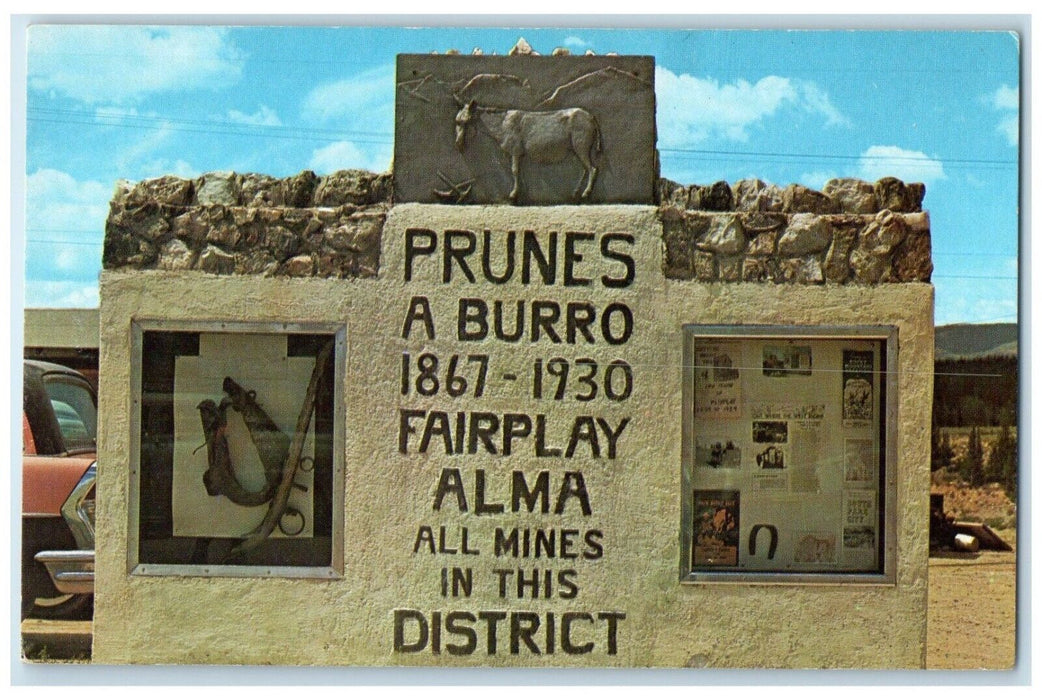 PRUNES
A BURRO
1867 - 1930
FAIRPLAY
ALMA
ALL MINES
IN THIS
DISTRICT